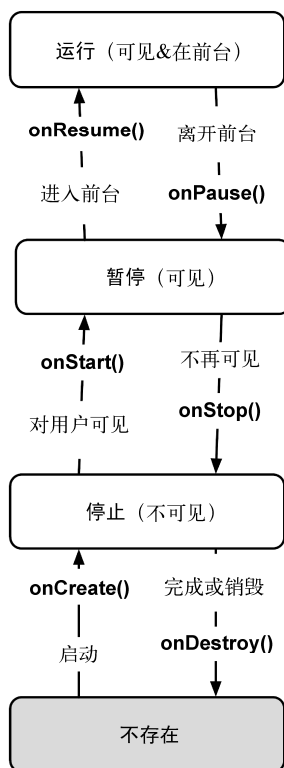 运行（可见&在前台）
onResume()
离开前台
进入前台
onPause()
暂停（可见）
onStart()
不再可见
对用户可见
onStop()
停止（不可见）
onCreate()
完成或销毁
启动
onDestroy()
不存在